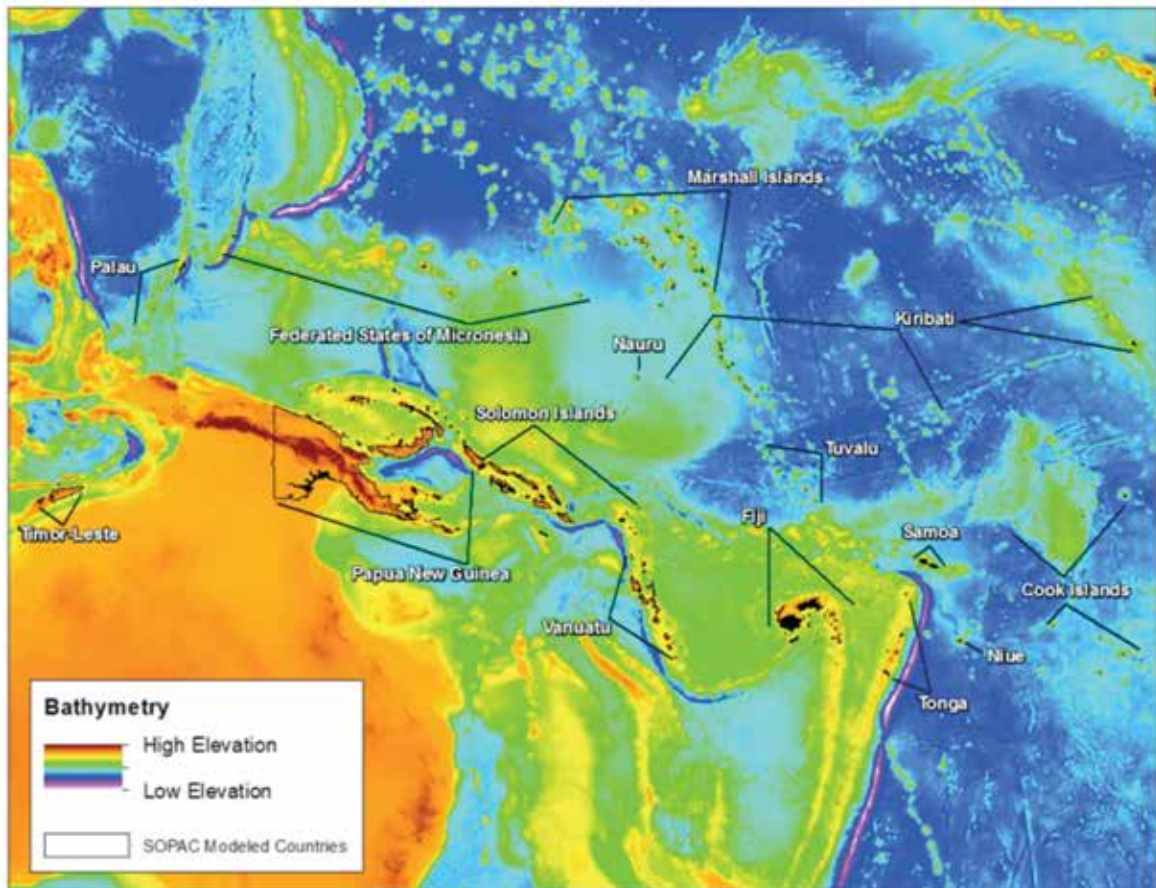 Marshall Islands
Palau
Kiribati
Federated States of Micronesia
Nauru
Solomon Islands
Tuvalu
Fiji
Samoa
Timor-Leste
Papua New Guinea
Cook Islands
Vanuatu
Niue
Tonga
Bathymetry
High Elevation
Low Elevation
SOPAC Modeled Countries